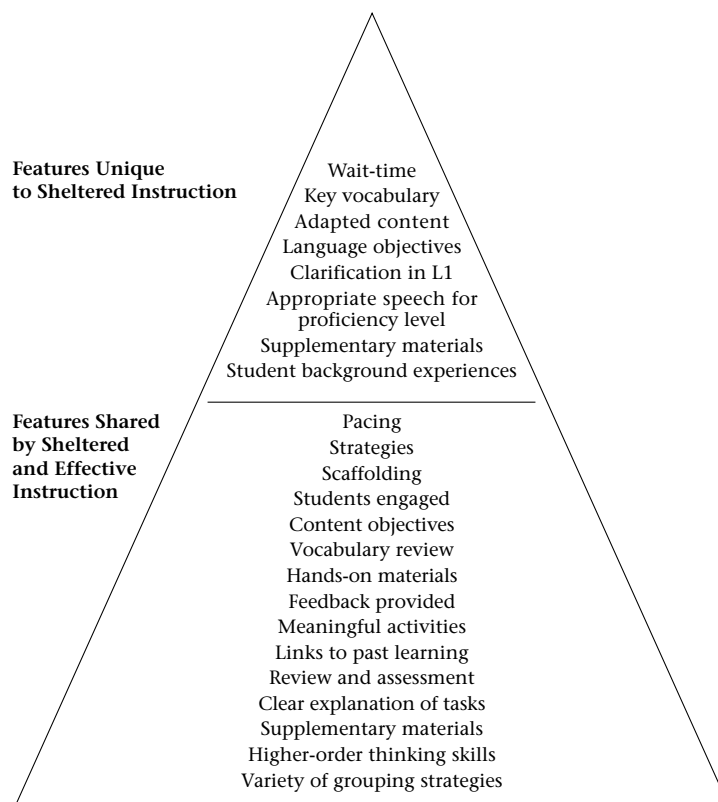 Features Unique
to Sheltered Instruction
Wait-time
Key vocabulary
Adapted content
Language objectives
Clarification in L1
Appropriate speech for
proficiency level
Supplementary materials
Student background experiences
Features Shared
by Sheltered
and Effective
Instruction
Pacing
Strategies
Scaffolding
Students engaged
Content objectives
Vocabulary review
Hands-on materials
Feedback provided
Meaningful activities
Links to past learning
Review and assessment
Clear explanation of tasks
Supplementary materials
Higher-order thinking skills
Variety of grouping strategies